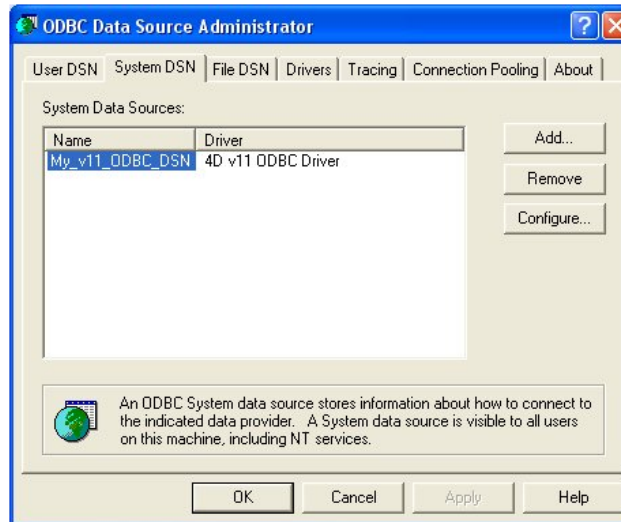 ODBC Data Source Administrator
User DSN System DSN File DSN Drivers Tracing Connection Pooling About
System Data Sources:
Name Driver
My_v11_ODBC_DSN 4D v11 ODBC Driver
Add...
Remove
Configure...
An ODBC System data source stores information about how to connect to
the indicated data provider. A System data source is visible to all users
on this machine, including NT services.
OK Cancel Apply Help